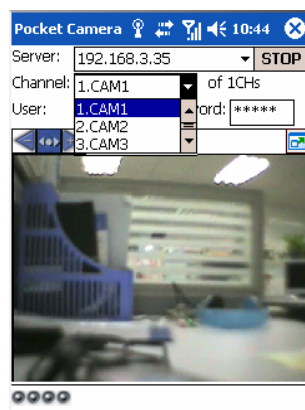 Pocket Camera 10:44
Server: 192.168.3.35 STOP
Channel: 1.CAM1 of 1CHs
User: 1.CAM1 ord: *****
2.CAM2
3.CAM3